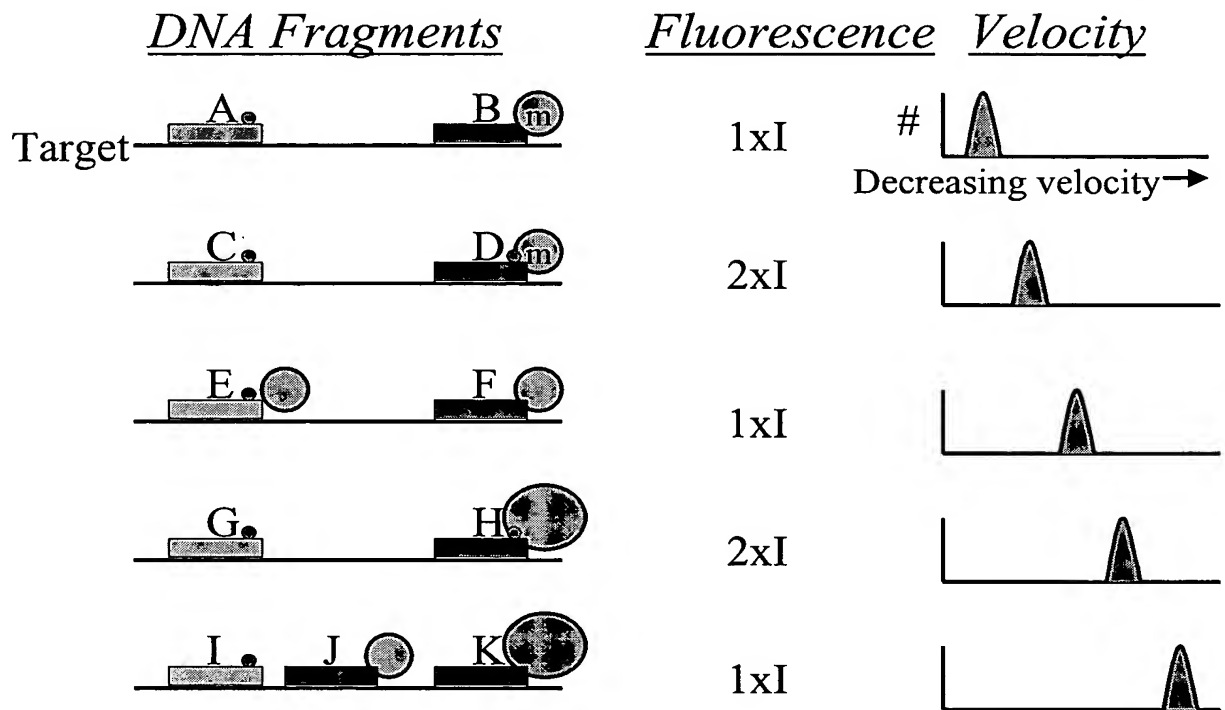 DNA Fragments Fluorescence Velocity
A B m 1xI #
Target
Decreasing velocity
C D m 2xI
E F 1xI
G H 2xI
I J K 1xI